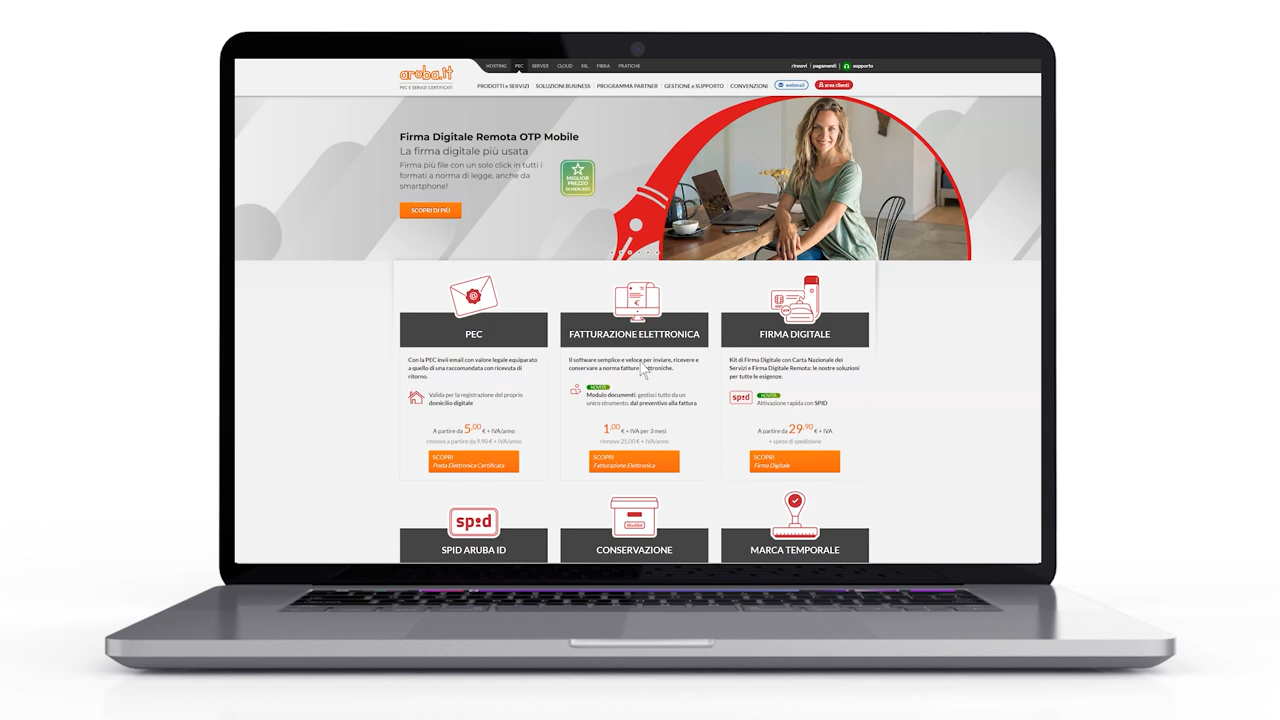 aruba.it
PEC E SERVIZI CERTIFICATI
HOSTING PEC SERVER CLOUD SSL FIBRA PRATICHE
rinnovi | pagamenti | supporto
PRODOTTI e SERVIZI SOLUZIONI BUSINESS PROGRAMMA PARTNER GESTIONE e SUPPORTO CONVENZIONI webmail area clienti
Firma Digitale Remota OTP Mobile
La firma digitale più usata
Firma più file con un solo click in tutti i
formati a norma di legge, anche da
smartphone!
MIGLIOR
PREZZO
DI MERCATO
SCOPRI DI PIÙ
PEC
Con la PEC invii email con valore legale equiparato
a quello di una raccomandata con ricevuta di
ritorno.
Valida per la registrazione del proprio
domicilio digitale
A partire da 5,00 € + IVA/anno
rinnovo a partire da 9,90 € + IVA/anno
SCOPRI
Posta Elettronica Certificata
FATTURAZIONE ELETTRONICA
Il software semplice e veloce per inviare, ricevere e
conservare a norma fatture elettroniche.
NOVITÀ
Modulo documenti: gestisci tutto da un
unico strumento, dal preventivo alla fattura
1,00 € + IVA per 3 mesi
rinnovo 25,00 € + IVA/anno
SCOPRI
Fatturazione Elettronica
FIRMA DIGITALE
Kit di Firma Digitale con Carta Nazionale dei
Servizi e Firma Digitale Remota: le nostre soluzioni
per tutte le esigenze.
spid
NOVITÀ
Attivazione rapida con SPID
A partire da 29,90 € + IVA
+ spese di spedizione
SCOPRI
Firma Digitale
spid
SPID ARUBA ID
CONSERVAZIONE
MARCA TEMPORALE